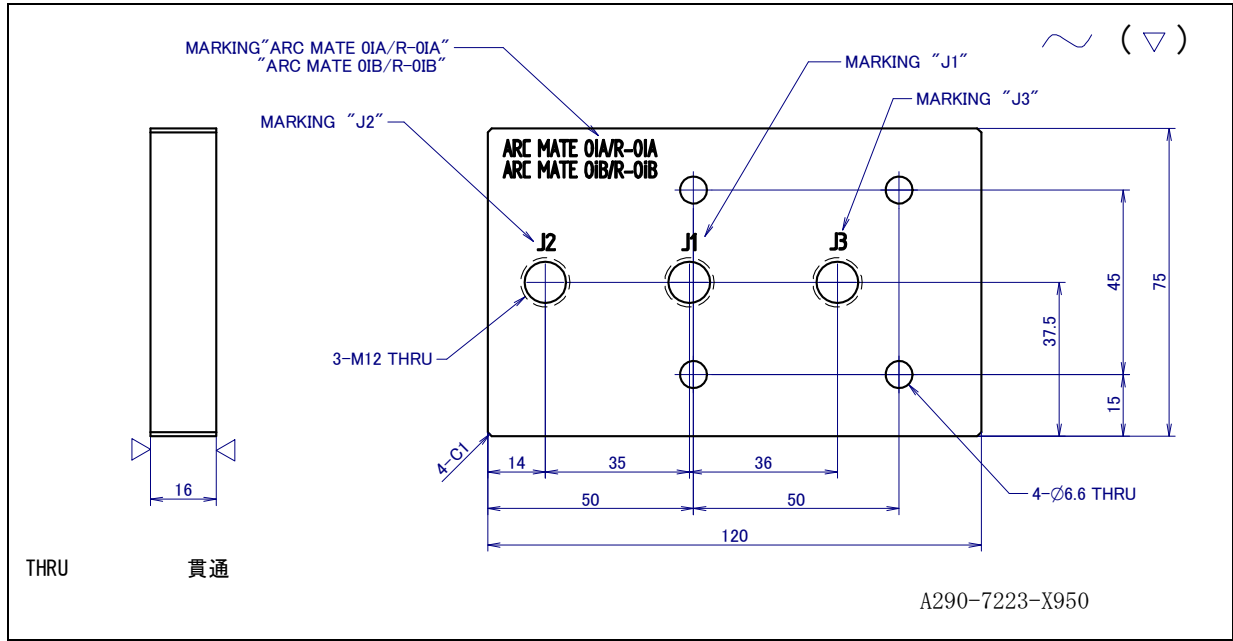 MARKING"ARC MATE 0IA/R-0IA"
"ARC MATE 0IB/R-0IB"
MARKING "J1"
MARKING "J3"
MARKING "J2"
ARC MATE 0IA/R-0IA
ARC MATE 0iB/R-0iB
J2
J1
J3
45
75
37.5
3-M12 THRU
15
4-C1
14
35
36
16
50
50
4-∅6.6 THRU
120
THRU 貫通
A290-7223-X950